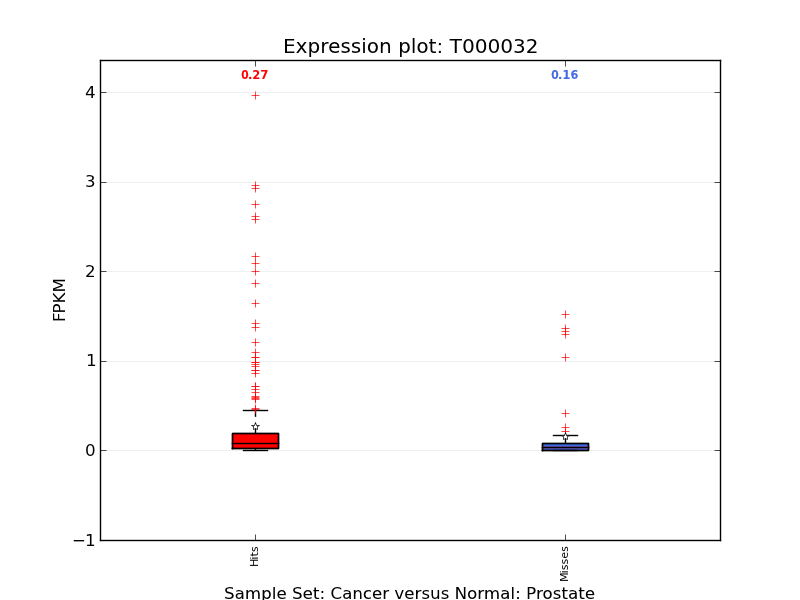 Expression plot: T000032
0.27
0.16
4
3
2
1
0
−1
FPKM
Hits
Misses
Sample Set: Cancer versus Normal: Prostate